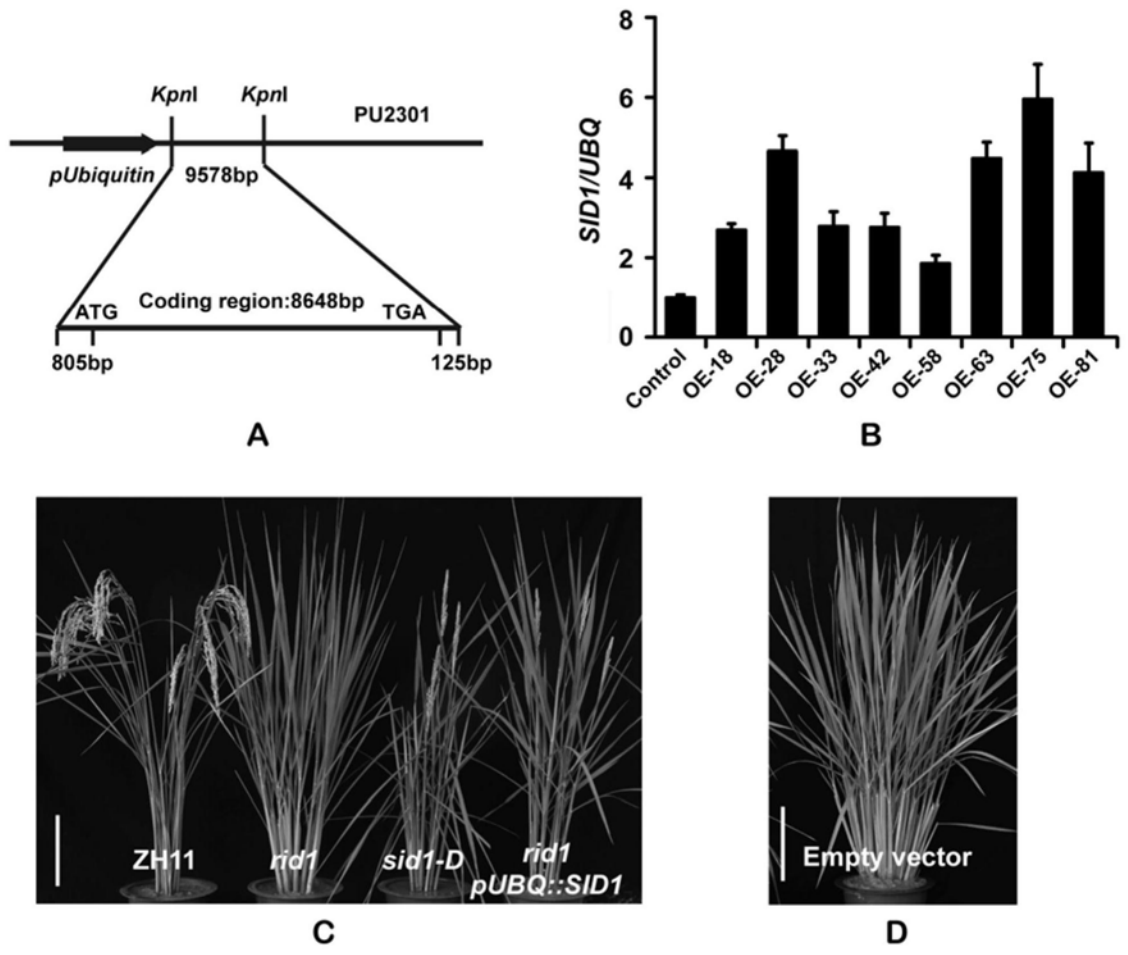 KpnI KpnI
PU2301
pUbiquitin 9578bp
ATG Coding region:8648bp TGA
805bp 125bp
A
8
6
4
2
0
SID1/UBQ
Control OE-18 OE-28 OE-33 OE-42 OE-58 OE-63 OE-75 OE-81
B
ZH11 rid1 sid1-D rid1
pUBQ::SID1
C
Empty vector
D